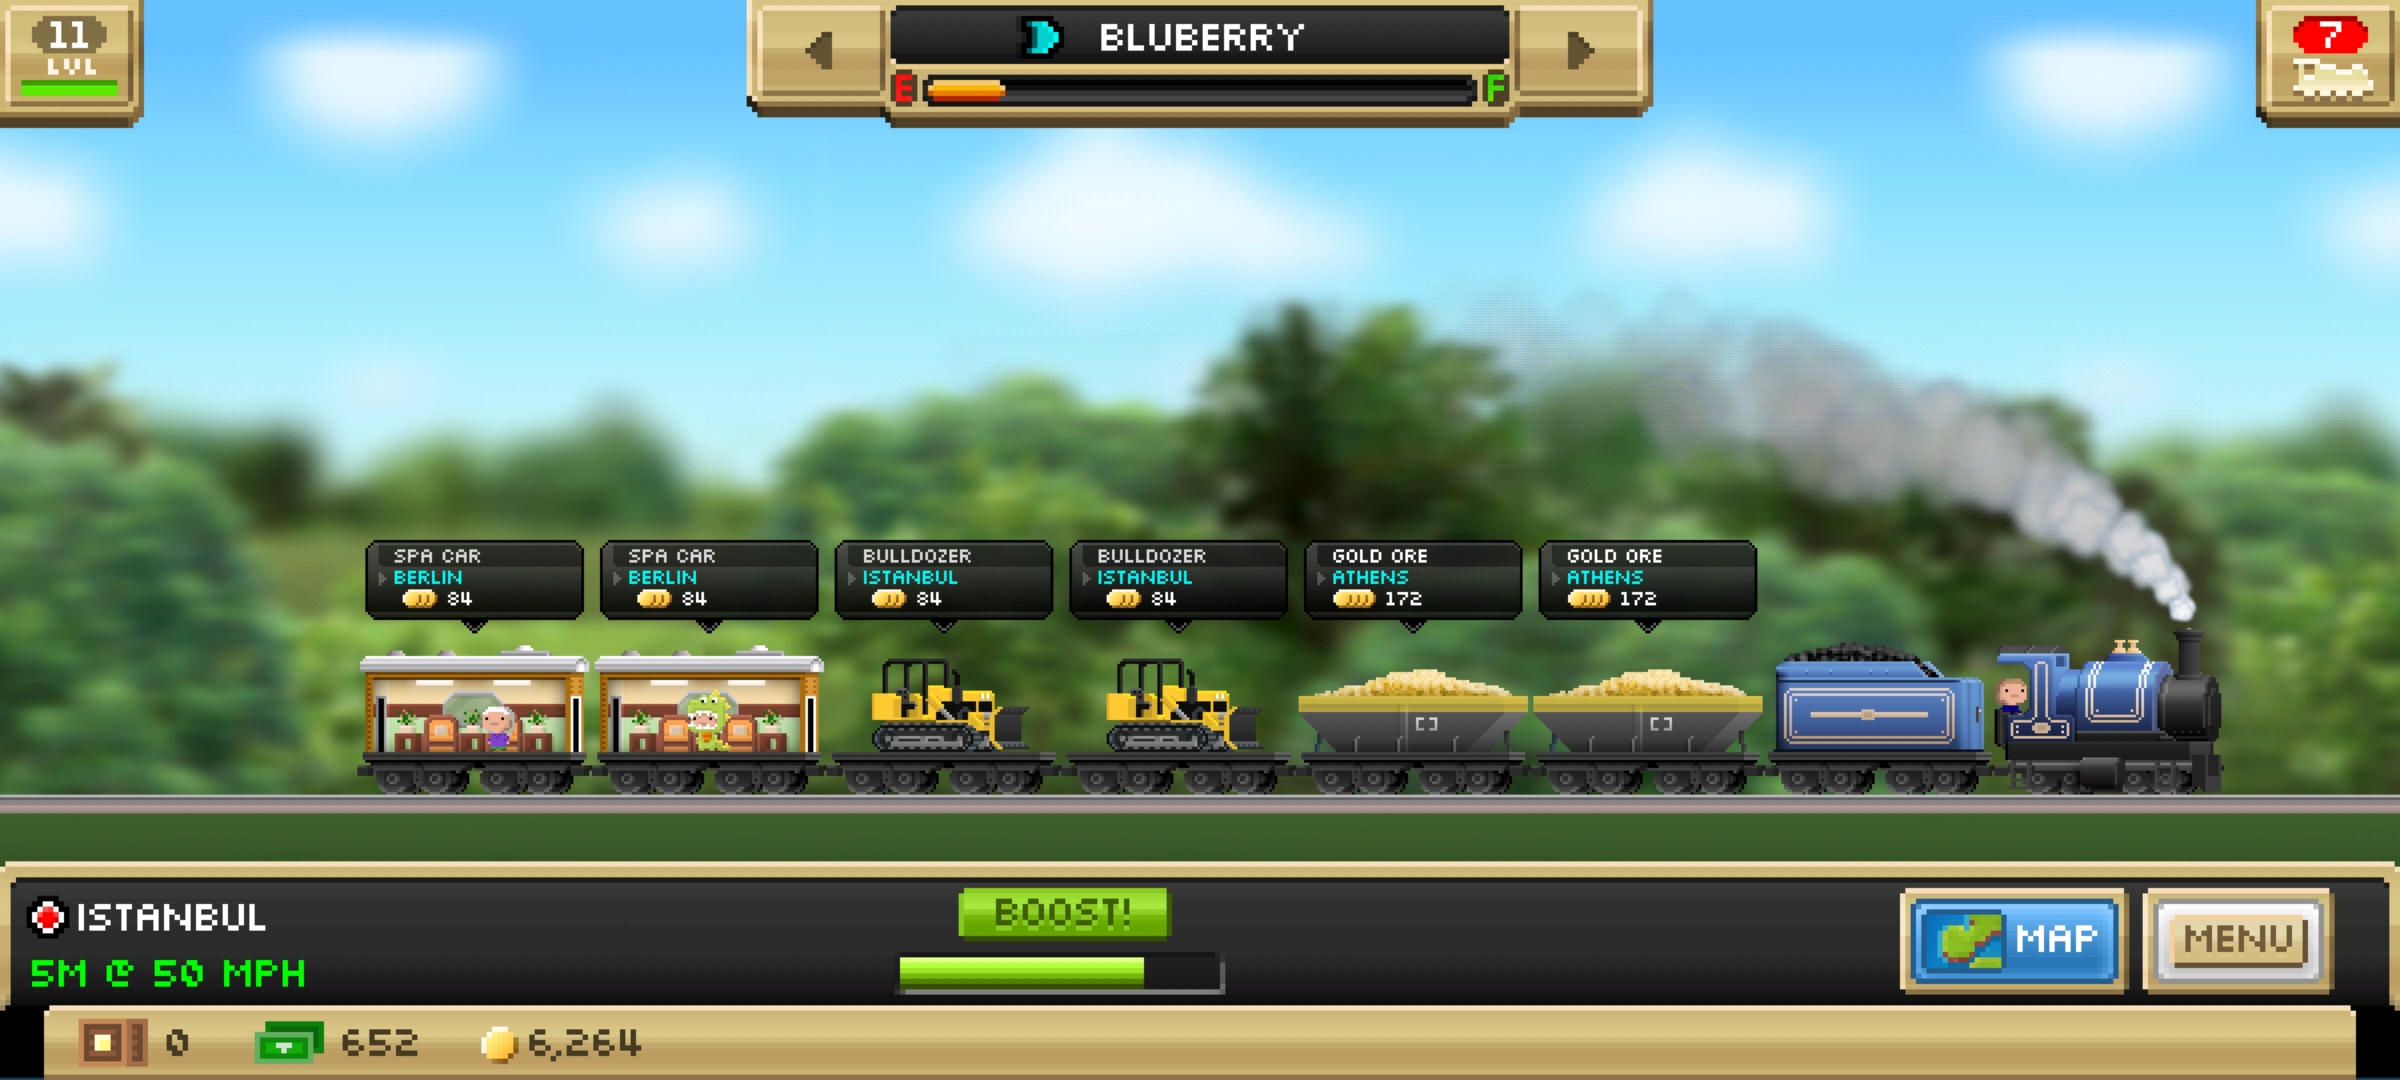 11
LVL
BLUBERRY
E
F
7
SPA CAR
BERLIN
84
SPA CAR
BERLIN
84
BULLDOZER
ISTANBUL
84
BULLDOZER
ISTANBUL
84
GOLD ORE
ATHENS
172
GOLD ORE
ATHENS
172
ISTANBUL
5M @ 50 MPH
BOOST!
MAP
MENU
0
652
6,264